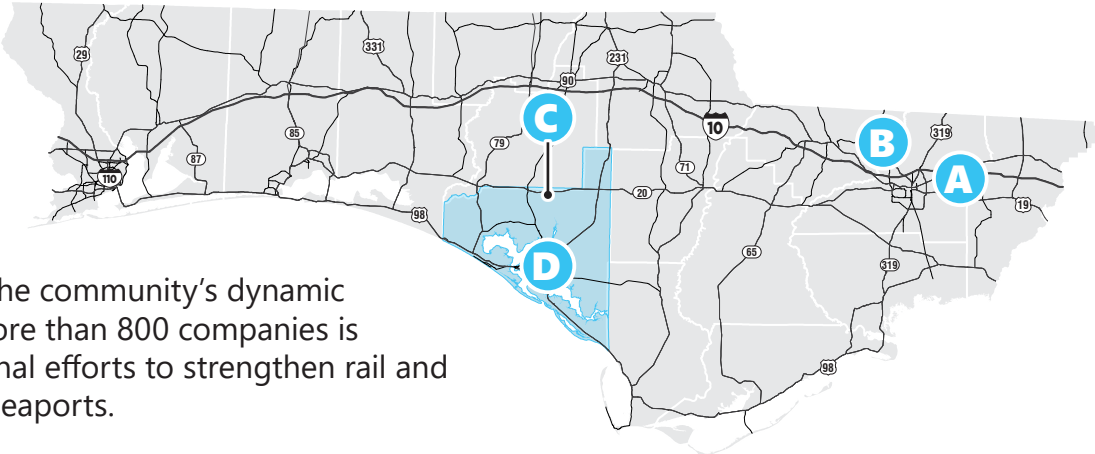 29
331
231
90
C
10
B
319
85
79
87
71
A
110
20
19
98
65
319
D
he community's dynamic
ore than 800 companies is
nal efforts to strengthen rail and
eaports.
98